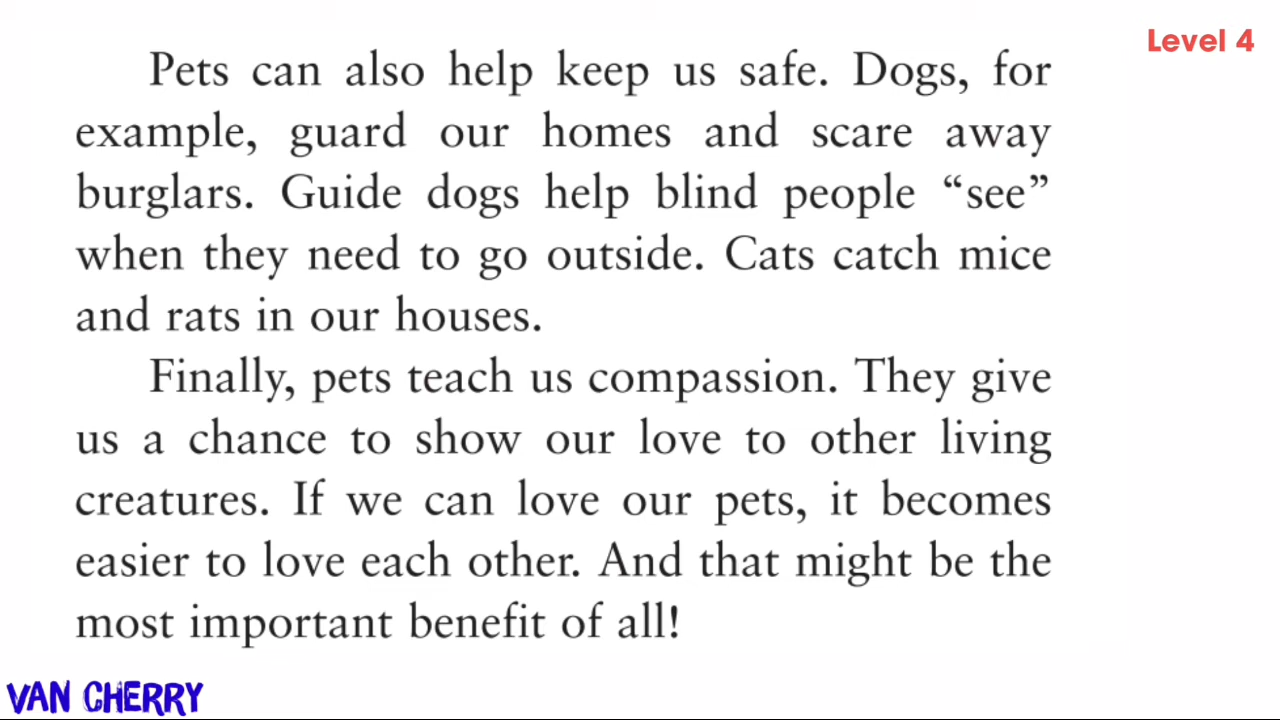 Level 4
Pets can also help keep us safe. Dogs, for
example, guard our homes and scare away
burglars. Guide dogs help blind people “see”
when they need to go outside. Cats catch mice
and rats in our houses.
Finally, pets teach us compassion. They give
us a chance to show our love to other living
creatures. If we can love our pets, it becomes
easier to love each other. And that might be the
most important benefit of all!
VAN CHERRY